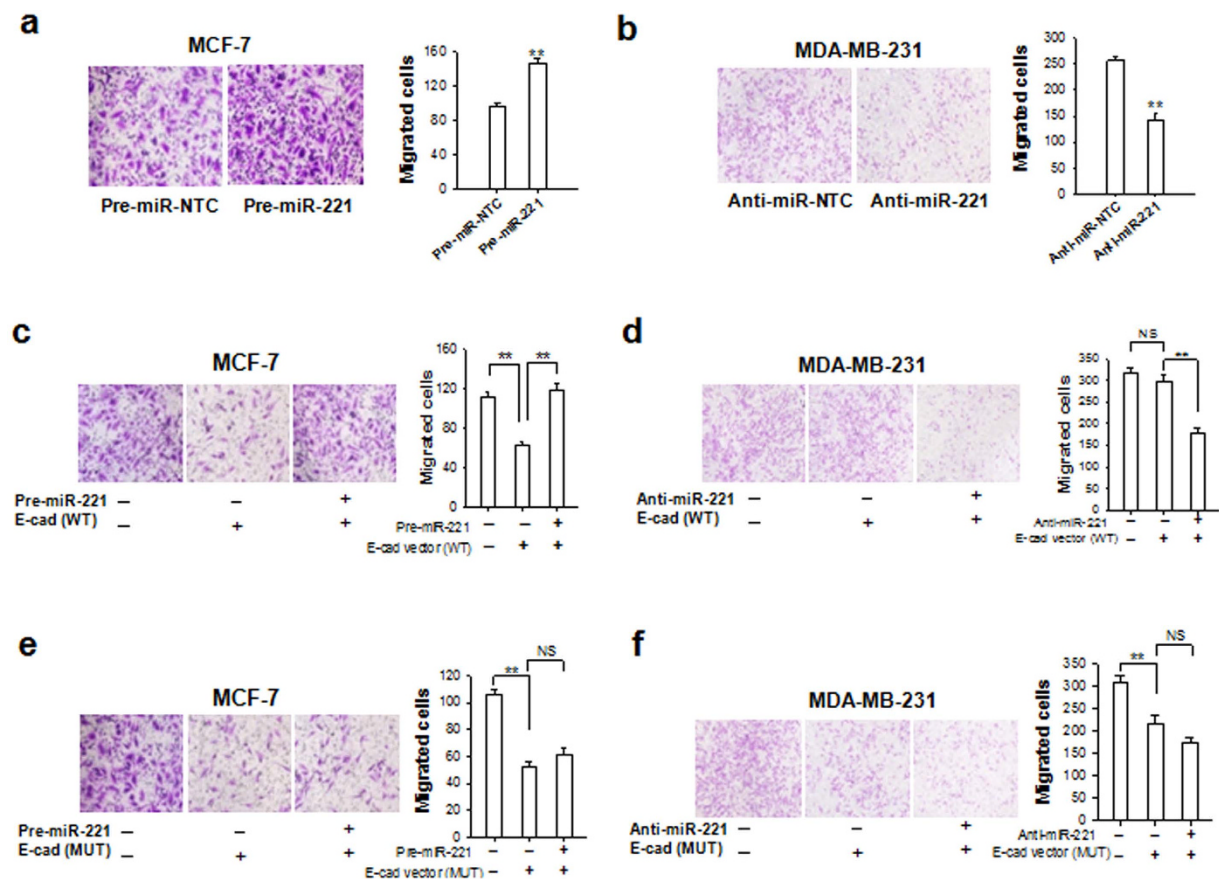 a
MCF-7
Pre-miR-NTC Pre-miR-221
Migrated cells
160
120
80
40
0
**
Pre-miR-NTC
Pre-miR-221
b
MDA-MB-231
Anti-miR-NTC Anti-miR-221
Migrated cells
300
250
200
150
100
50
0
**
Anti-miR-NTC
Anti-miR-221
c
MCF-7
Pre-miR-221 – – +
E-cad (WT) – + +
Migrated cells
160
120
80
40
0
** **
Pre-miR-221 – – +
E-cad vector (WT) – + +
d
MDA-MB-231
Anti-miR-221 – – +
E-cad (WT) – + +
Migrated cells
350
300
250
200
150
100
50
0
NS
**
Anti-miR-221 – – +
E-cad vector (WT) – + +
e
MCF-7
Pre-miR-221 – – +
E-cad (MUT) – + +
Migrated cells
120
100
80
60
40
20
0
** NS
Pre-miR-221 – – +
E-cad vector (MUT) – + +
f
MDA-MB-231
Anti-miR-221 – – +
E-cad (MUT) – + +
Migrated cells
350
300
250
200
150
100
50
0
** NS
Anti-miR-221 – – +
E-cad vector (MUT) – + +